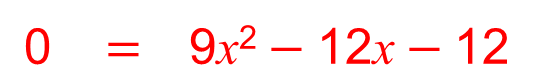 0 = 9x² – 12x – 12